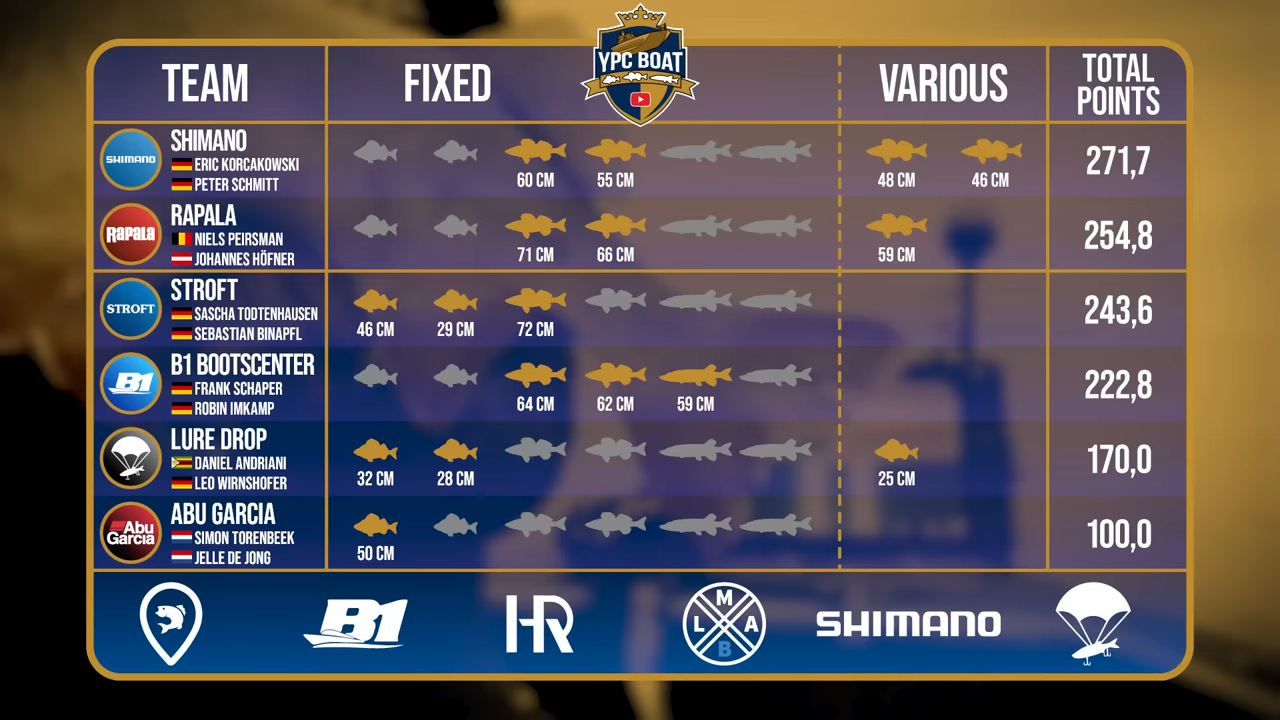 YPC BOAT
TEAM FIXED VARIOUS TOTAL POINTS
SHIMANO
SHIMANO
ERIC KORCAKOWSKI
PETER SCHMITT
60 CM 55 CM 48 CM 46 CM 271,7
Rapala
RAPALA
NIELS PEIRSMAN
JOHANNES HÖFNER
71 CM 66 CM 59 CM 254,8
STROFT
STROFT
SASCHA TODTENHAUSEN
SEBASTIAN BINAPFL
46 CM 29 CM 72 CM 243,6
B1
B1 BOOTSCENTER
FRANK SCHAPER
ROBIN IMKAMP
64 CM 62 CM 59 CM 222,8
LURE DROP
DANIEL ANDRIANI
LEO WIRNSHOFER
32 CM 28 CM 25 CM 170,0
Abu Garcia
ABU GARCIA
SIMON TORENBEEK
JELLE DE JONG
50 CM 100,0
B1 HR M L A B SHIMANO